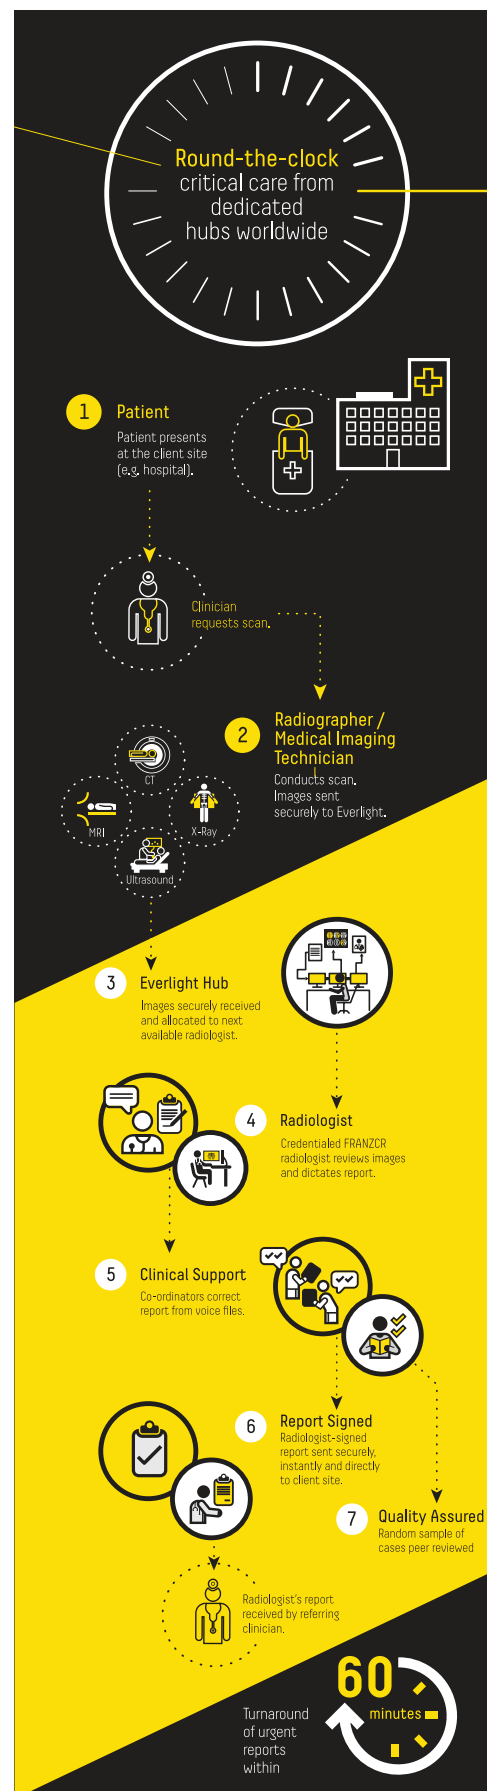 Round-the-clock
critical care from
dedicated
hubs worldwide
1
Patient
Patient presents
at the client site
(e.g. hospital).
Clinician
requests scan.
2
Radiographer /
Medical Imaging
Technician
Conducts scan.
Images sent
securely to Everlight.
CT
MRI
X-Ray
Ultrasound
3
Everlight Hub
Images securely received
and allocated to next
available radiologist.
4
Radiologist
Credentialed FRANZCR
radiologist reviews images
and dictates report.
5
Clinical Support
Co-ordinators correct
report from voice files.
6
Report Signed
Radiologist-signed
report sent securely,
instantly and directly
to client site.
7
Quality Assured
Random sample of
cases peer reviewed
Radiologist's report
received by referring
clinician.
Turnaround
of urgent
reports
within
60
minutes